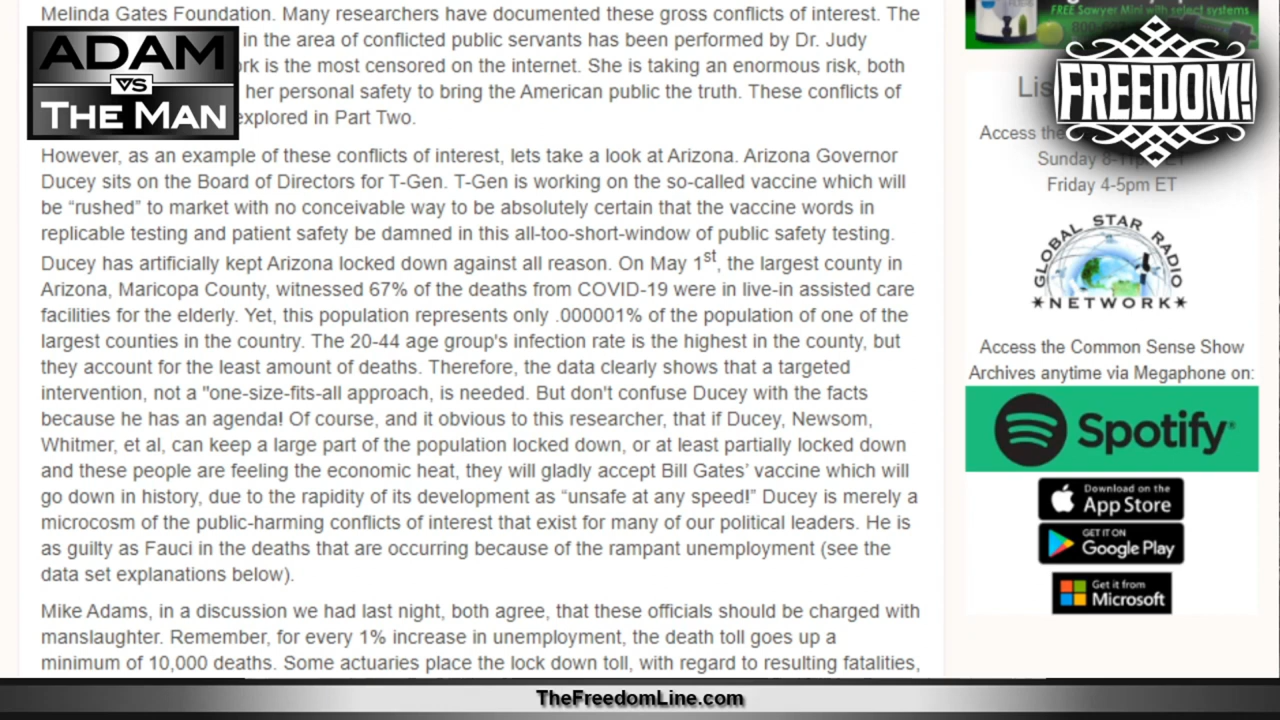 Melinda Gates Foundation. Many researchers have documented these gross conflicts of interest. The
in the area of conflicted public servants has been performed by Dr. Judy
rk is the most censored on the internet. She is taking an enormous risk, both
her personal safety to bring the American public the truth. These conflicts of
explored in Part Two.
However, as an example of these conflicts of interest, lets take a look at Arizona. Arizona Governor
Ducey sits on the Board of Directors for T-Gen. T-Gen is working on the so-called vaccine which will
be “rushed” to market with no conceivable way to be absolutely certain that the vaccine words in
replicable testing and patient safety be damned in this all-too-short-window of public safety testing.
Ducey has artificially kept Arizona locked down against all reason. On May 1st, the largest county in
Arizona, Maricopa County, witnessed 67% of the deaths from COVID-19 were in live-in assisted care
facilities for the elderly. Yet, this population represents only .000001% of the population of one of the
largest counties in the country. The 20-44 age group's infection rate is the highest in the county, but
they account for the least amount of deaths. Therefore, the data clearly shows that a targeted
intervention, not a "one-size-fits-all approach, is needed. But don't confuse Ducey with the facts
because he has an agenda! Of course, and it obvious to this researcher, that if Ducey, Newsom,
Whitmer, et al, can keep a large part of the population locked down, or at least partially locked down
and these people are feeling the economic heat, they will gladly accept Bill Gates’ vaccine which will
go down in history, due to the rapidity of its development as “unsafe at any speed!” Ducey is merely a
microcosm of the public-harming conflicts of interest that exist for many of our political leaders. He is
as guilty as Fauci in the deaths that are occurring because of the rampant unemployment (see the
data set explanations below).
Mike Adams, in a discussion we had last night, both agree, that these officials should be charged with
manslaughter. Remember, for every 1% increase in unemployment, the death toll goes up a
minimum of 10,000 deaths. Some actuaries place the lock down toll, with regard to resulting fatalities,
ADAM
VS
THE MAN
FREE Sawyer Mini with select systems
FREEDOM!
Lis
Access the
Sunday 8-11pm ET
Friday 4-5pm ET
GLOBAL STAR RADIO
NETWORK
Access the Common Sense Show
Archives anytime via Megaphone on:
Spotify
Download on the
App Store
GET IT ON
Google Play
Get it from
Microsoft
TheFreedomLine.com